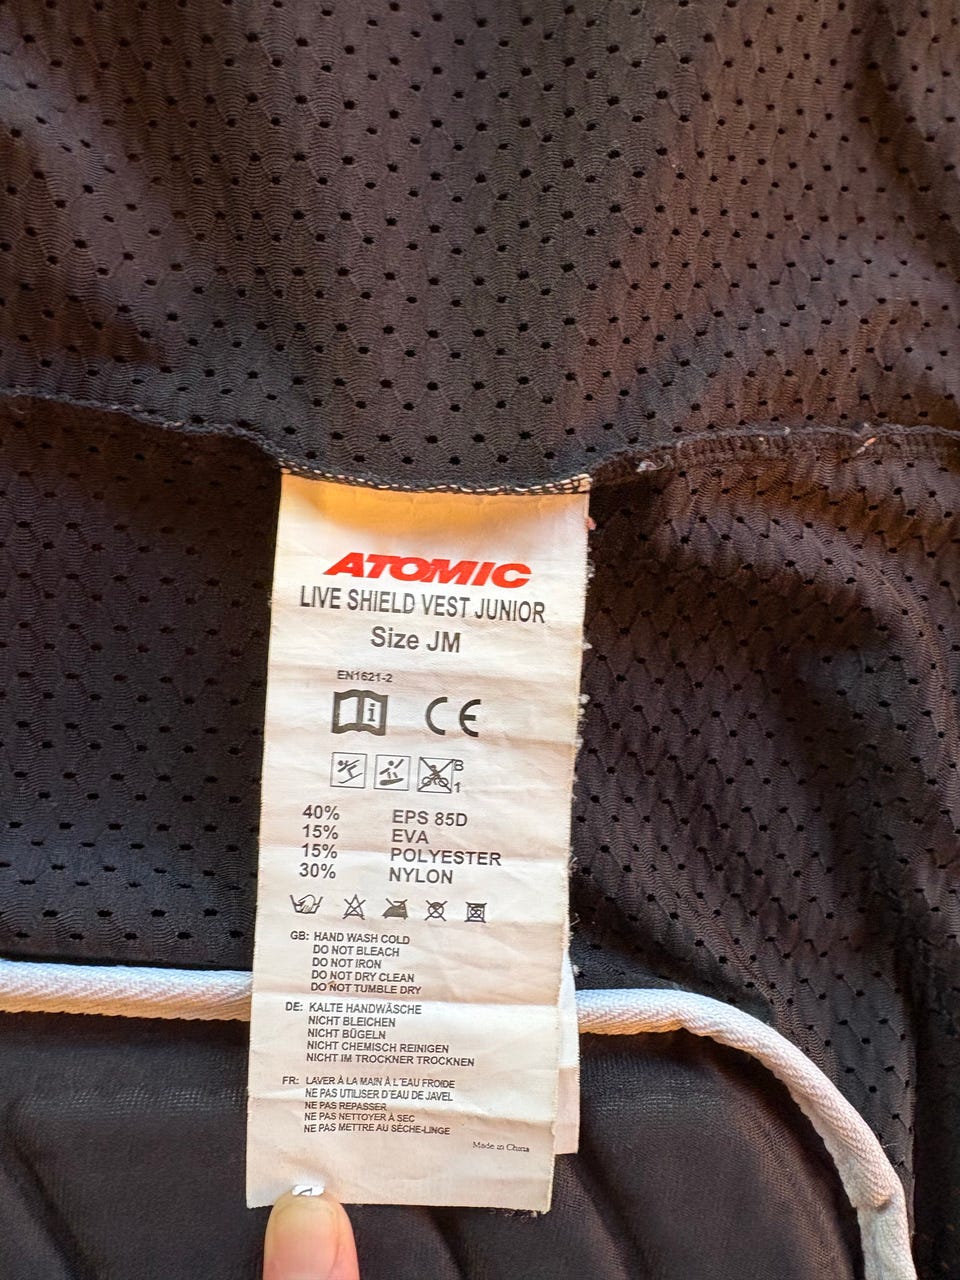 ATOMIC
LIVE SHIELD VEST JUNIOR
Size JM
EN1621-2
i CE
B
1
40% EPS 85D
15% EVA
15% POLYESTER
30% NYLON
GB: HAND WASH COLD
DO NOT BLEACH
DO NOT IRON
DO NOT DRY CLEAN
DO NOT TUMBLE DRY
DE: KALTE HANDWÄSCHE
NICHT BLEICHEN
NICHT BÜGELN
NICHT CHEMISCH REINIGEN
NICHT IM TROCKNER TROCKNEN
FR: LAVER À LA MAIN À L'EAU FROIDE
NE PAS UTILISER D'EAU DE JAVEL
NE PAS REPASSER
NE PAS NETTOYER À SEC
NE PAS METTRE AU SÈCHE-LINGE
Made in China